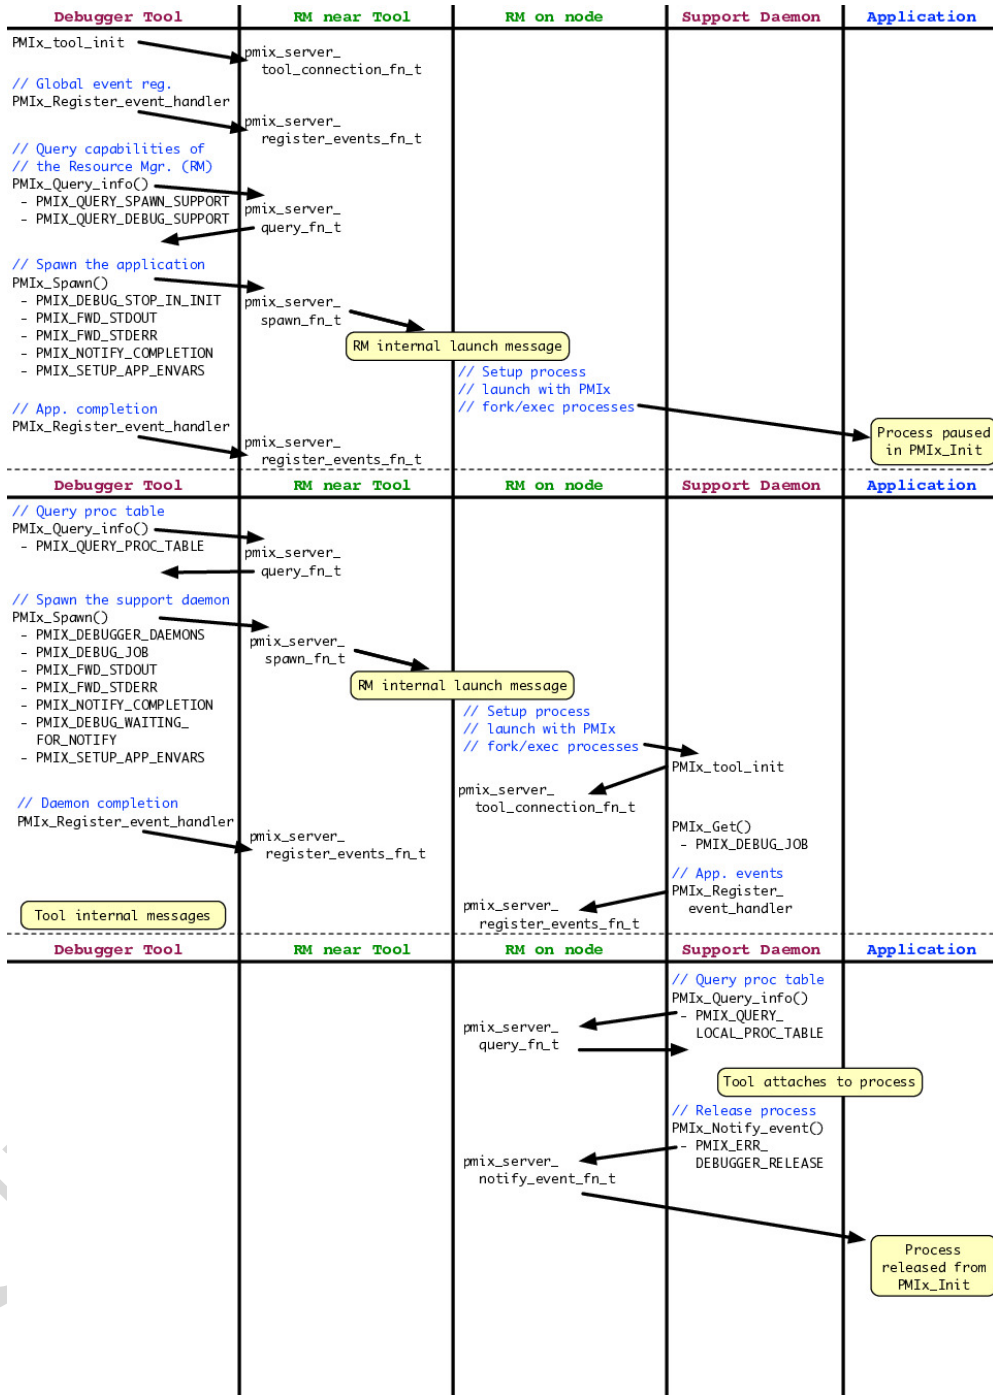 Debugger Tool
RM near Tool
RM on node
Support Daemon
Application
PMIx_tool_init
pmix_server_
tool_connection_fn_t
// Global event reg.
PMIx_Register_event_handler
pmix_server_
register_events_fn_t
// Query capabilities of
// the Resource Mgr. (RM)
PMIx_Query_info()
- PMIX_QUERY_SPAWN_SUPPORT
- PMIX_QUERY_DEBUG_SUPPORT
pmix_server_
query_fn_t
// Spawn the application
PMIx_Spawn()
- PMIX_DEBUG_STOP_IN_INIT
- PMIX_FWD_STDOUT
- PMIX_FWD_STDERR
- PMIX_NOTIFY_COMPLETION
- PMIX_SETUP_APP_ENVARS
pmix_server_
spawn_fn_t
RM internal launch message
// Setup process
// launch with PMIx
// fork/exec processes
Process paused
in PMIx_Init
// App. completion
PMIx_Register_event_handler
pmix_server_
register_events_fn_t
Debugger Tool
RM near Tool
RM on node
Support Daemon
Application
// Query proc table
PMIx_Query_info()
- PMIX_QUERY_PROC_TABLE
pmix_server_
query_fn_t
// Spawn the support daemon
PMIx_Spawn()
- PMIX_DEBUGGER_DAEMONS
- PMIX_DEBUG_JOB
- PMIX_FWD_STDOUT
- PMIX_FWD_STDERR
- PMIX_NOTIFY_COMPLETION
- PMIX_DEBUG_WAITING_
FOR_NOTIFY
- PMIX_SETUP_APP_ENVARS
pmix_server_
spawn_fn_t
RM internal launch message
// Setup process
// launch with PMIx
// fork/exec processes
PMIx_tool_init
pmix_server_
tool_connection_fn_t
// Daemon completion
PMIx_Register_event_handler
pmix_server_
register_events_fn_t
PMIx_Get()
- PMIX_DEBUG_JOB
// App. events
PMIx_Register_
event_handler
pmix_server_
register_events_fn_t
Tool internal messages
Debugger Tool
RM near Tool
RM on node
Support Daemon
Application
// Query proc table
PMIx_Query_info()
- PMIX_QUERY_
LOCAL_PROC_TABLE
pmix_server_
query_fn_t
Tool attaches to process
// Release process
PMIx_Notify_event()
- PMIX_ERR_
DEBUGGER_RELEASE
pmix_server_
notify_event_fn_t
Process
released from
PMIx_Init